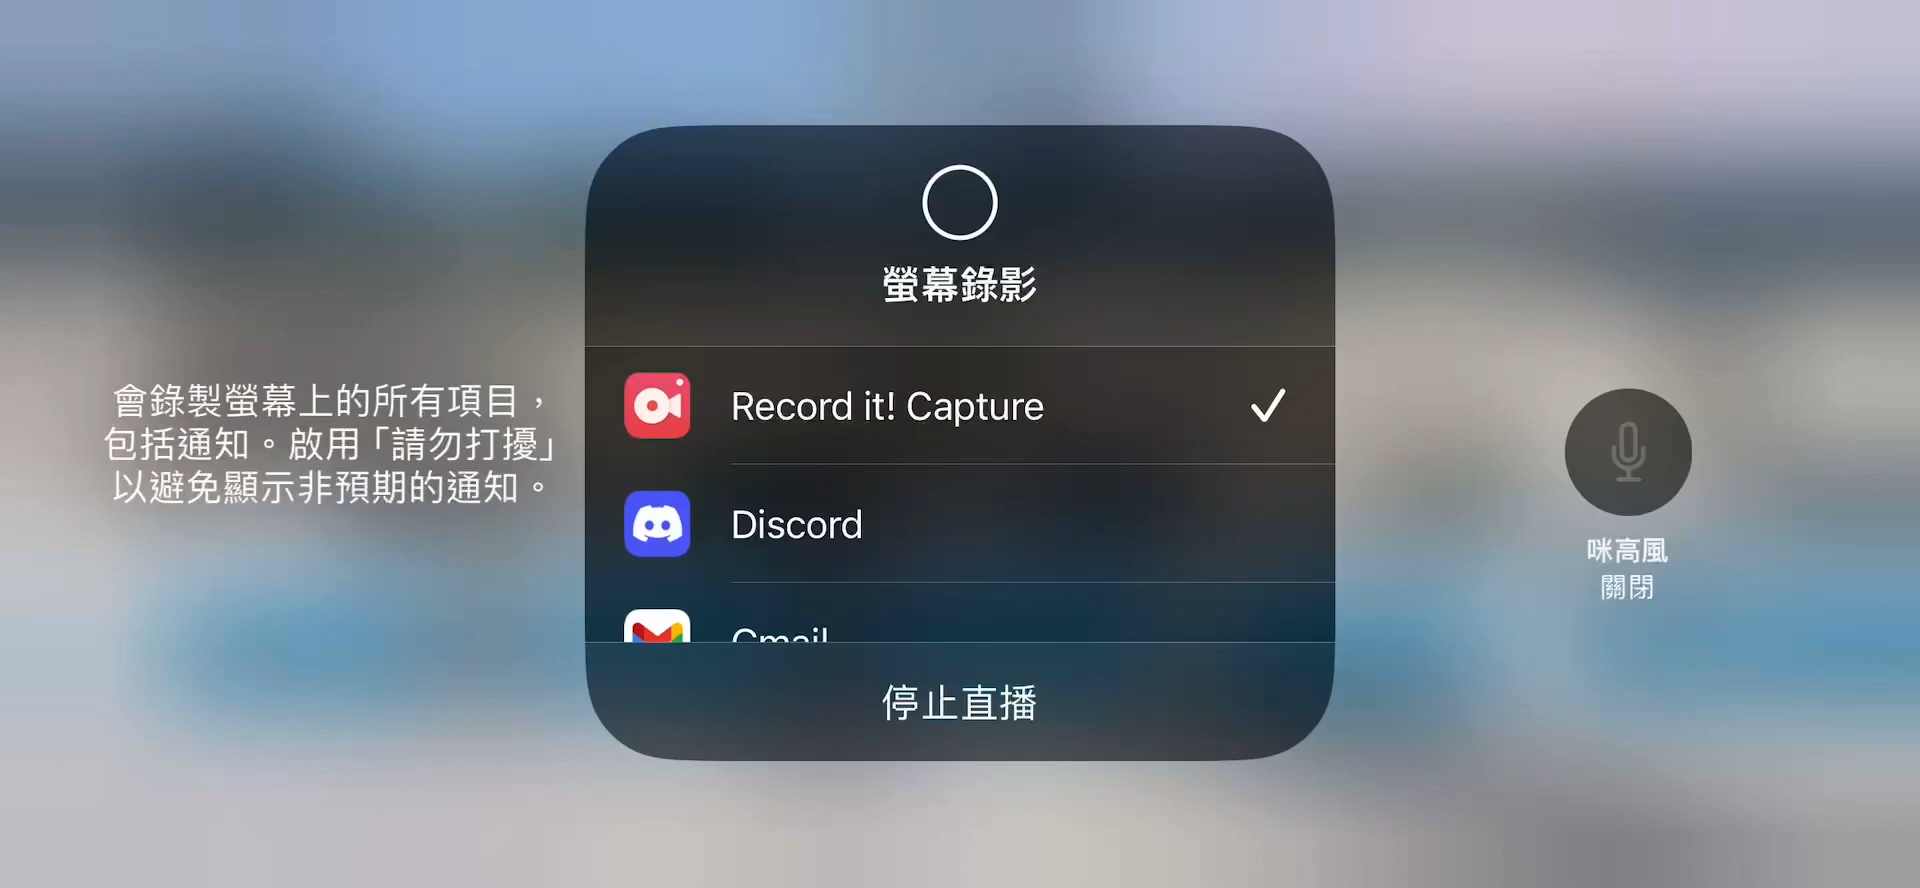 螢幕錄影
會錄製螢幕上的所有項目，
包括通知。啟用「請勿打擾」
以避免顯示非預期的通知。
Record it! Capture
Discord
Gmail
停止直播
咪高風
關閉